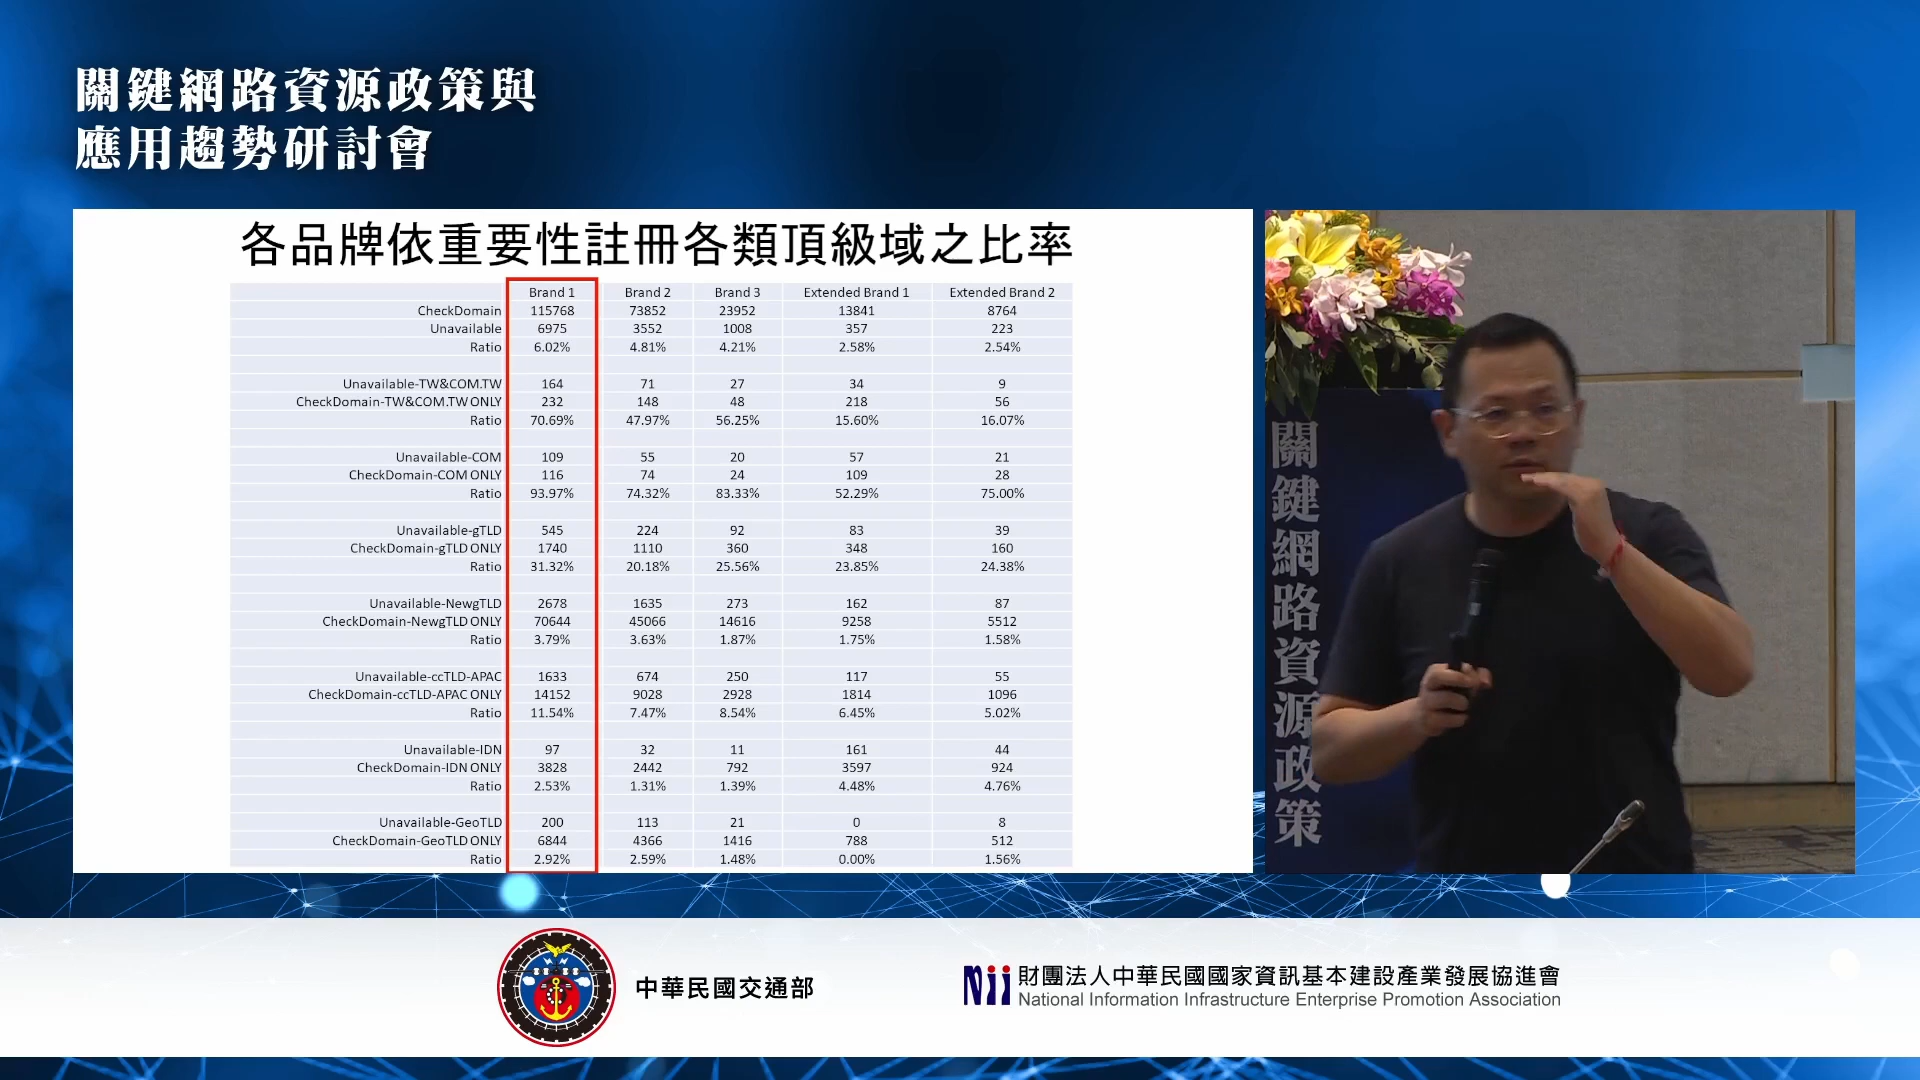 關鍵網路資源政策與
應用趨勢研討會
各品牌依重要性註冊各類頂級域之比率
Brand 1 Brand 2 Brand 3 Extended Brand 1 Extended Brand 2
CheckDomain 115768 73852 23952 13841 8764
Unavailable 6975 3552 1008 357 223
Ratio 6.02% 4.81% 4.21% 2.58% 2.54%
Unavailable-TW&COM.TW 164 71 27 34 9
CheckDomain-TW&COM.TW ONLY 232 148 48 218 56
Ratio 70.69% 47.97% 56.25% 15.60% 16.07%
Unavailable-COM 109 55 20 57 21
CheckDomain-COM ONLY 116 74 24 109 28
Ratio 93.97% 74.32% 83.33% 52.29% 75.00%
Unavailable-gTLD 545 224 92 83 39
CheckDomain-gTLD ONLY 1740 1110 360 348 160
Ratio 31.32% 20.18% 25.56% 23.85% 24.38%
Unavailable-NewgTLD 2678 1635 273 162 87
CheckDomain-NewgTLD ONLY 70644 45066 14616 9258 5512
Ratio 3.79% 3.63% 1.87% 1.75% 1.58%
Unavailable-ccTLD-APAC 1633 674 250 117 55
CheckDomain-ccTLD-APAC ONLY 14152 9028 2928 1814 1096
Ratio 11.54% 7.47% 8.54% 6.45% 5.02%
Unavailable-IDN 97 32 11 161 44
CheckDomain-IDN ONLY 3828 2442 792 3597 924
Ratio 2.53% 1.31% 1.39% 4.48% 4.76%
Unavailable-GeoTLD 200 113 21 0 8
CheckDomain-GeoTLD ONLY 6844 4366 1416 788 512
Ratio 2.92% 2.59% 1.48% 0.00% 1.56%
關鍵網路資源政策
中華民國交通部
Nii 財團法人中華民國國家資訊基本建設產業發展協進會
National Information Infrastructure Enterprise Promotion Association